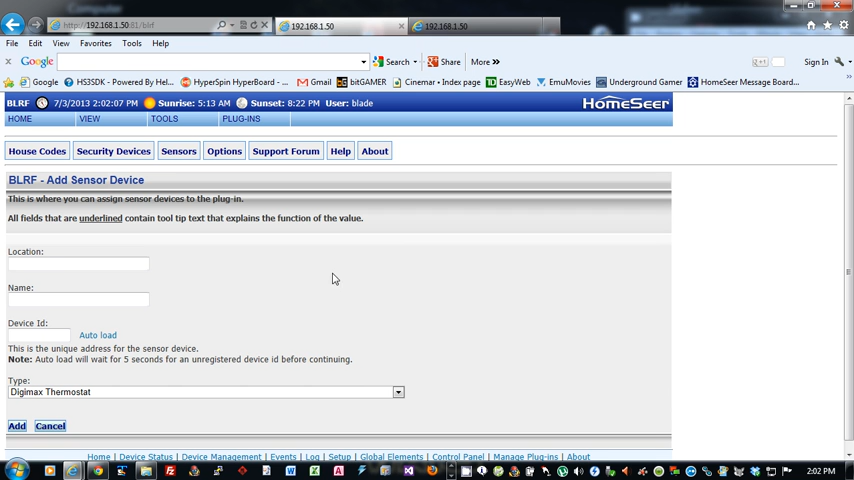 Computer
http://192.168.1.50:81/blrf
192.168.1.50
192.168.1.50
File Edit View Favorites Tools Help
Google
Search
Share
More »
Sign In
Google
HS3SDK - Powered By Hel...
HyperSpin HyperBoard - ...
Gmail
bitGAMER
Cinemar • Index page
EasyWeb
EmuMovies
Underground Gamer
HomeSeer Message Board...
BLRF 7/3/2013 2:02:07 PM Sunrise: 5:13 AM Sunset: 8:22 PM User: blade
HomeSeer
HOME VIEW TOOLS PLUG-INS
House Codes Security Devices Sensors Options Support Forum Help About
BLRF - Add Sensor Device
This is where you can assign sensor devices to the plug-in.
All fields that are underlined contain tool tip text that explains the function of the value.
Location:
Name:
Device Id:
Auto load
This is the unique address for the sensor device.
Note: Auto load will wait for 5 seconds for an unregistered device id before continuing.
Type:
Digimax Thermostat
Add Cancel
Home | Device Status | Device Management | Events | Log | Setup | Global Elements | Control Panel | Manage Plug-ins | About
2:02 PM